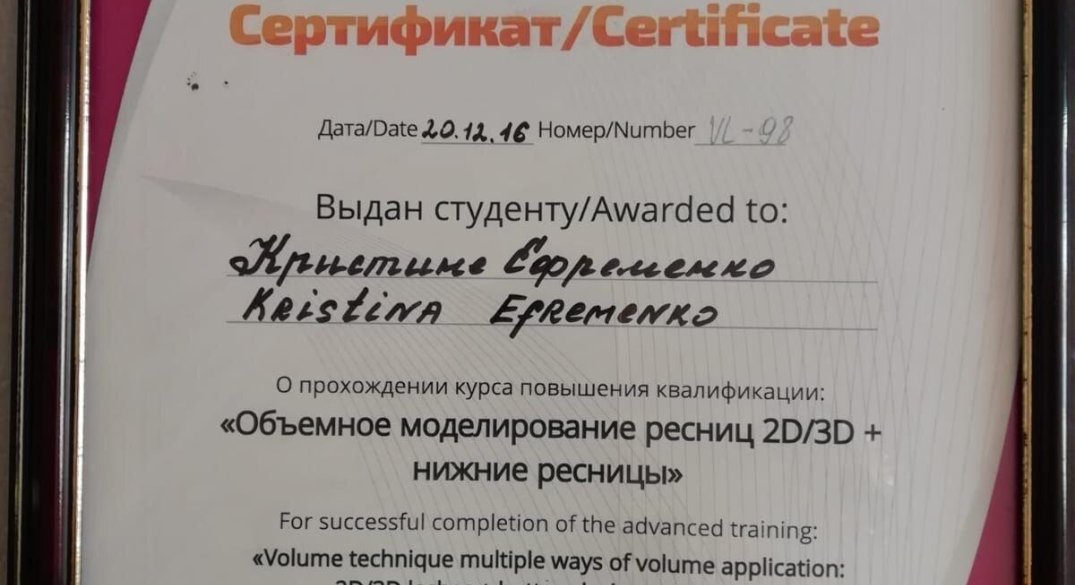 Сертификат/Certificate
Дата/Date 20.12.16 Номер/Number VL-98
Выдан студенту/Awarded to:
Кристине Ефременко
Kristina Efremenko
О прохождении курса повышения квалификации:
«Объемное моделирование ресниц 2D/3D +
нижние ресницы»
For successful completion of the advanced training:
«Volume technique multiple ways of volume application: